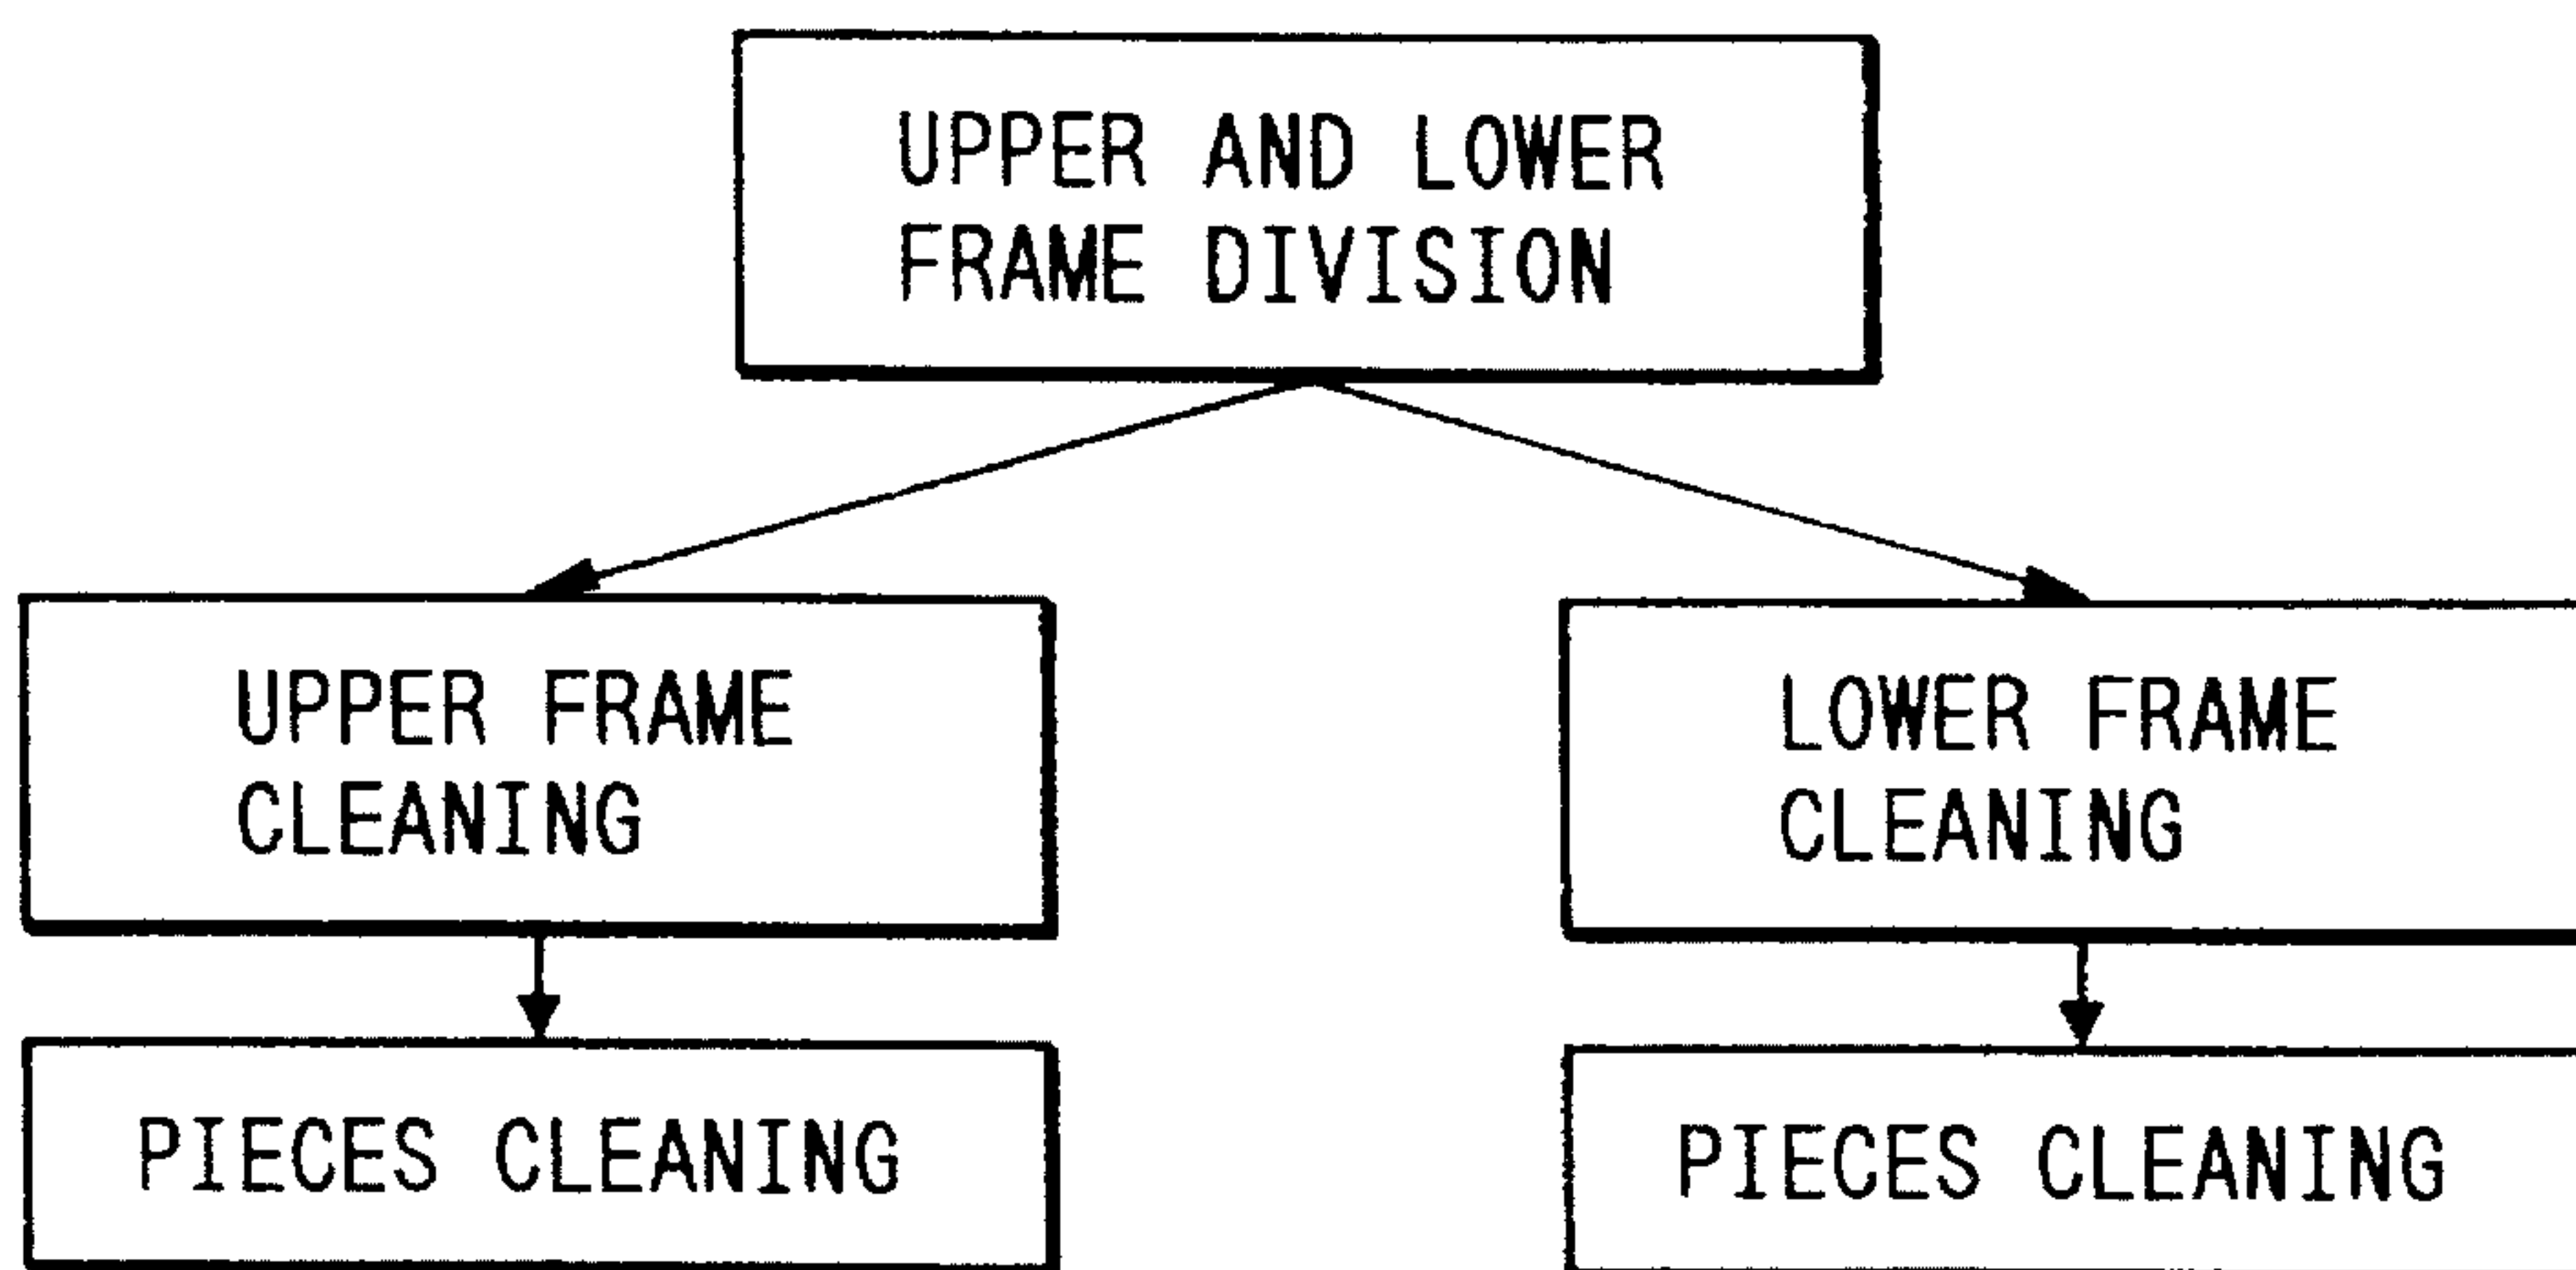 UPPER AND LOWER
FRAME DIVISION
UPPER FRAME
CLEANING
LOWER FRAME
CLEANING
PIECES CLEANING
PIECES CLEANING